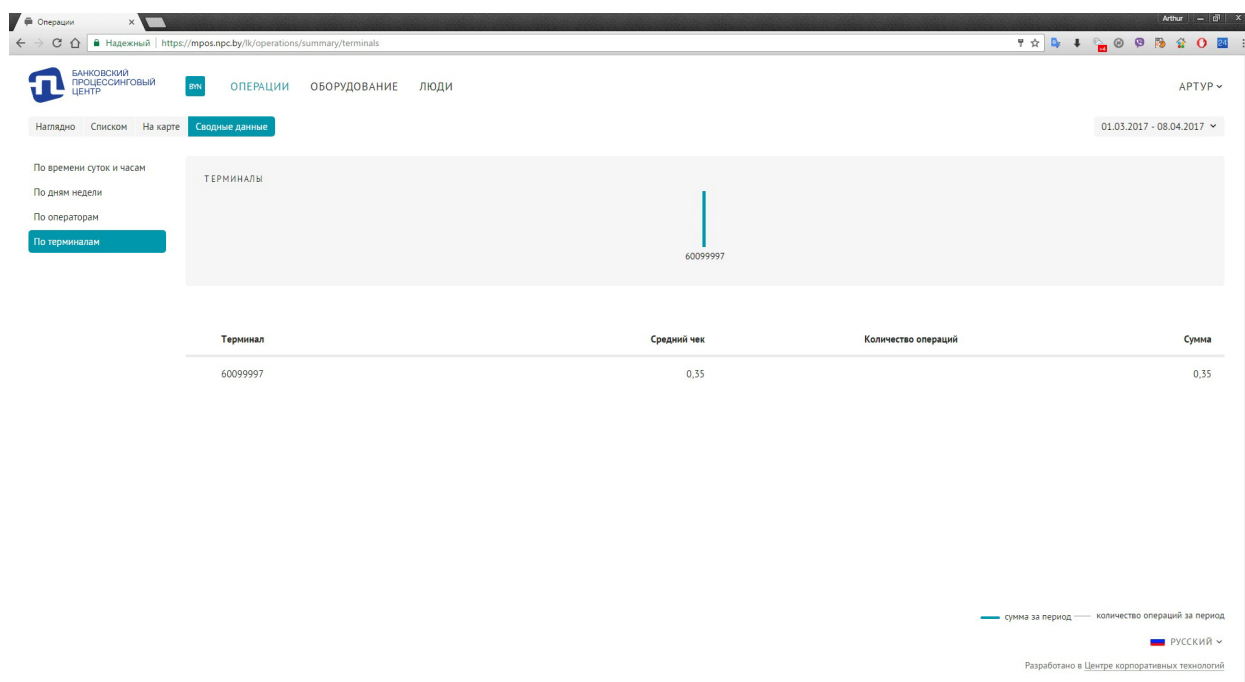 Операции
Arthur
Надежный https://mpos.npc.by/lk/operations/summary/terminals
24
БАНКОВСКИЙ
ПРОЦЕССИНГОВЫЙ
ЦЕНТР
BYN ОПЕРАЦИИ ОБОРУДОВАНИЕ ЛЮДИ АРТУР
Наглядно Списком На карте Сводные данные 01.03.2017 - 08.04.2017
По времени суток и часам
По дням недели
По операторам
По терминалам
ТЕРМИНАЛЫ
60099997
Терминал Средний чек Количество операций Сумма
60099997 0,35 0,35
сумма за период количество операций за период
РУССКИЙ
Разработано в Центре корпоративных технологий